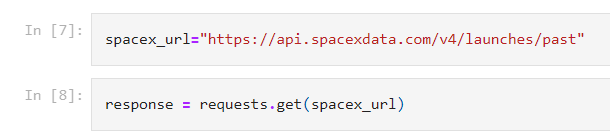 In [7]: spacex_url="https://api.spacexdata.com/v4/launches/past"
In [8]: response = requests.get(spacex_url)